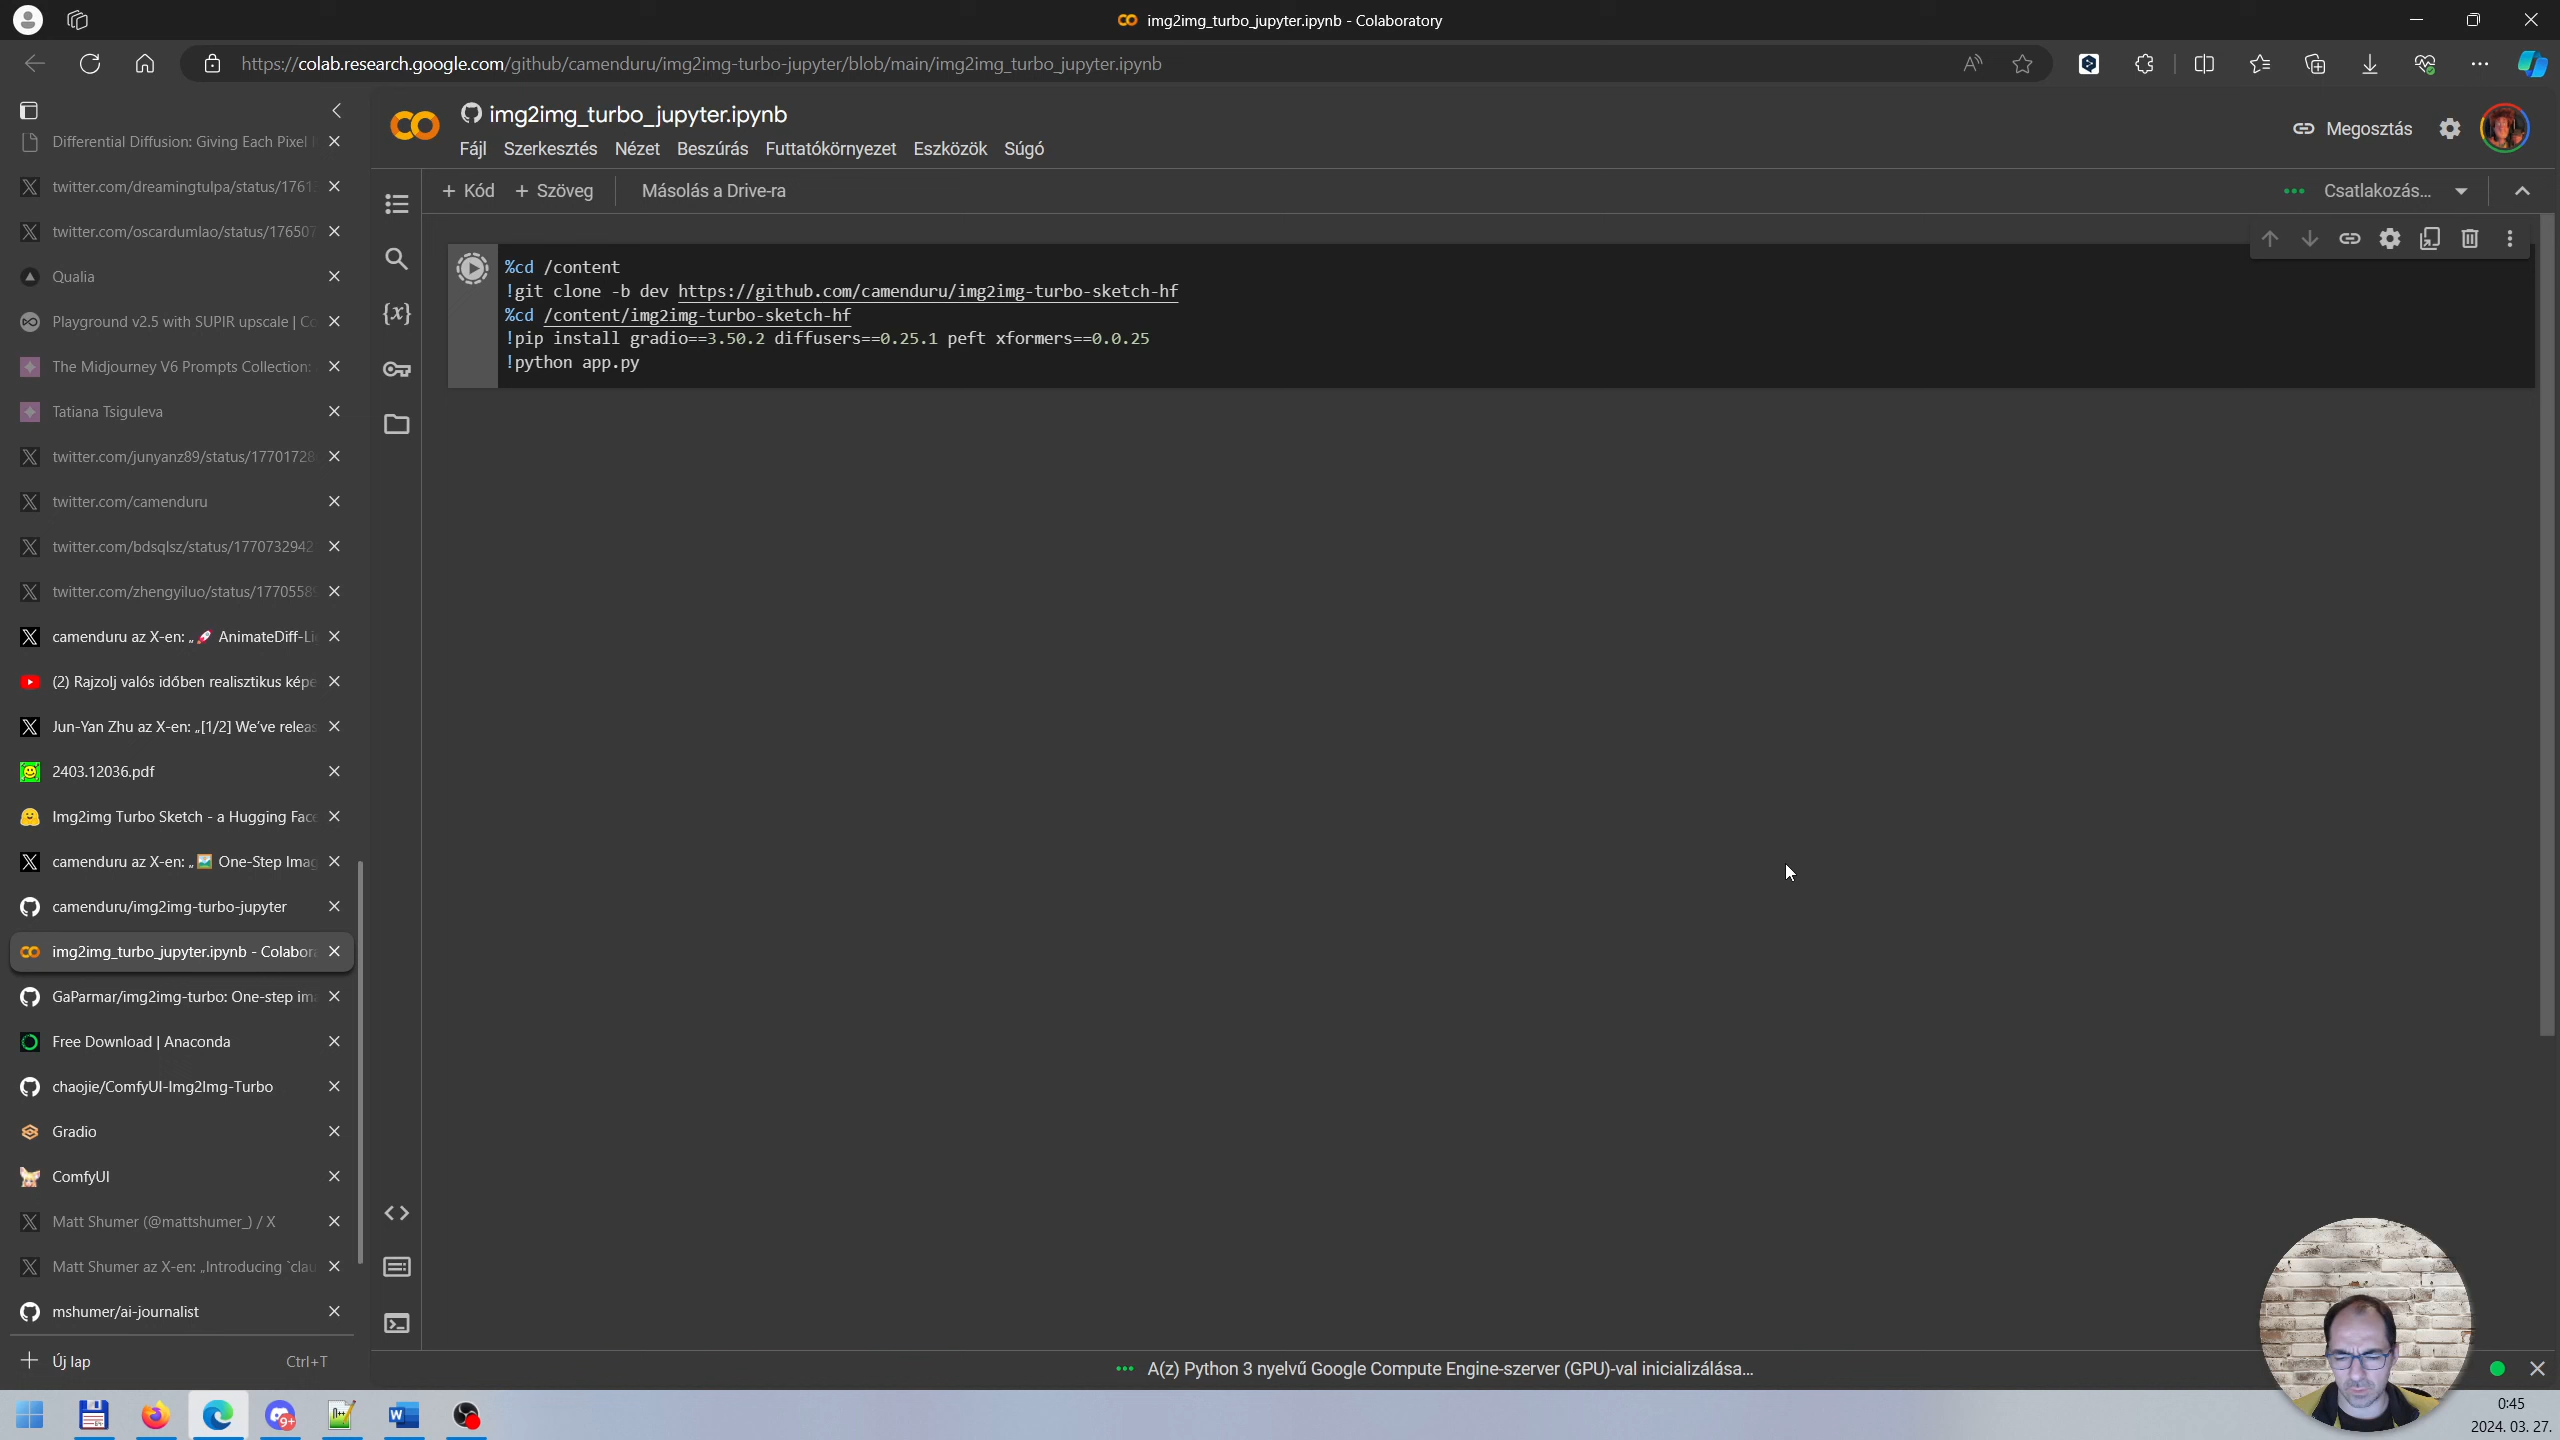 img2img_turbo_jupyter.ipynb - Colaboratory
https://colab.research.google.com/github/camenduru/img2img-turbo-jupyter/blob/main/img2img_turbo_jupyter.ipynb
Differential Diffusion: Giving Each Pixel
twitter.com/dreamingtulpa/status/1761
twitter.com/oscardumlao/status/176507
Qualia
Playground v2.5 with SUPIR upscale | Co
The Midjourney V6 Prompts Collection:
Tatiana Tsiguleva
twitter.com/junyanz89/status/1770172
twitter.com/camenduru
twitter.com/bdsqlsz/status/1770732942
twitter.com/zhengyiluo/status/1770558
camenduru az X-en: „🚀 AnimateDiff-Li
(2) Rajzolj valós időben realisztikus képe
Jun-Yan Zhu az X-en: „[1/2] We've releas
2403.12036.pdf
Img2img Turbo Sketch - a Hugging Face
camenduru az X-en: „🖼️ One-Step Imag
camenduru/img2img-turbo-jupyter
img2img_turbo_jupyter.ipynb - Colabora
GaParmar/img2img-turbo: One-step ima
Free Download | Anaconda
chaojie/ComfyUI-Img2Img-Turbo
Gradio
ComfyUI
Matt Shumer (@mattshumer_) / X
Matt Shumer az X-en: „Introducing `clau
mshumer/ai-journalist
Új lap Ctrl+T
img2img_turbo_jupyter.ipynb
Fájl Szerkesztés Nézet Beszúrás Futtatókörnyezet Eszközök Súgó
Megosztás
+ Kód + Szöveg Másolás a Drive-ra
Csatlakozás...
%cd /content
!git clone -b dev https://github.com/camenduru/img2img-turbo-sketch-hf
%cd /content/img2img-turbo-sketch-hf
!pip install gradio==3.50.2 diffusers==0.25.1 peft xformers==0.0.25
!python app.py
A(z) Python 3 nyelvű Google Compute Engine-szerver (GPU)-val inicializálása...
9+
0:45
2024. 03. 27.